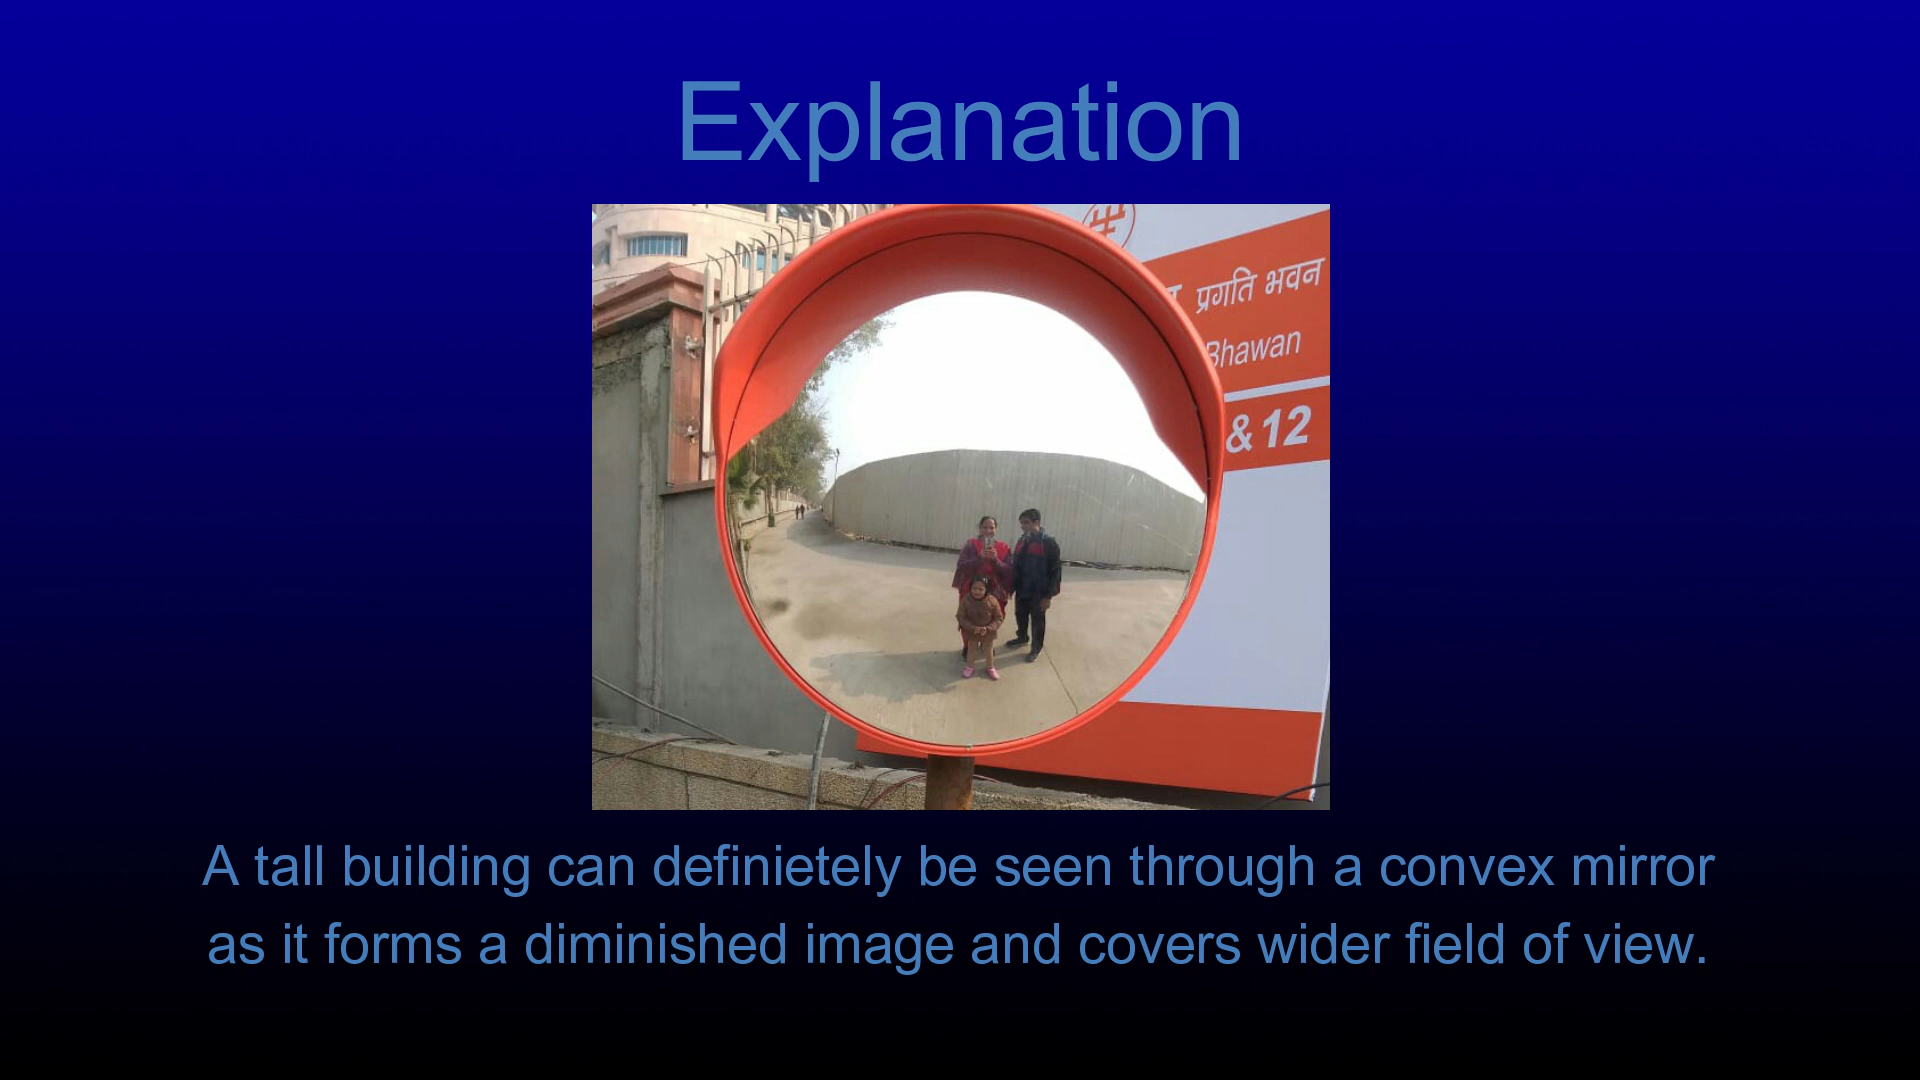 Explanation
प्रगति भवन
Bhawan
& 12
A tall building can definietely be seen through a convex mirror
as it forms a diminished image and covers wider field of view.